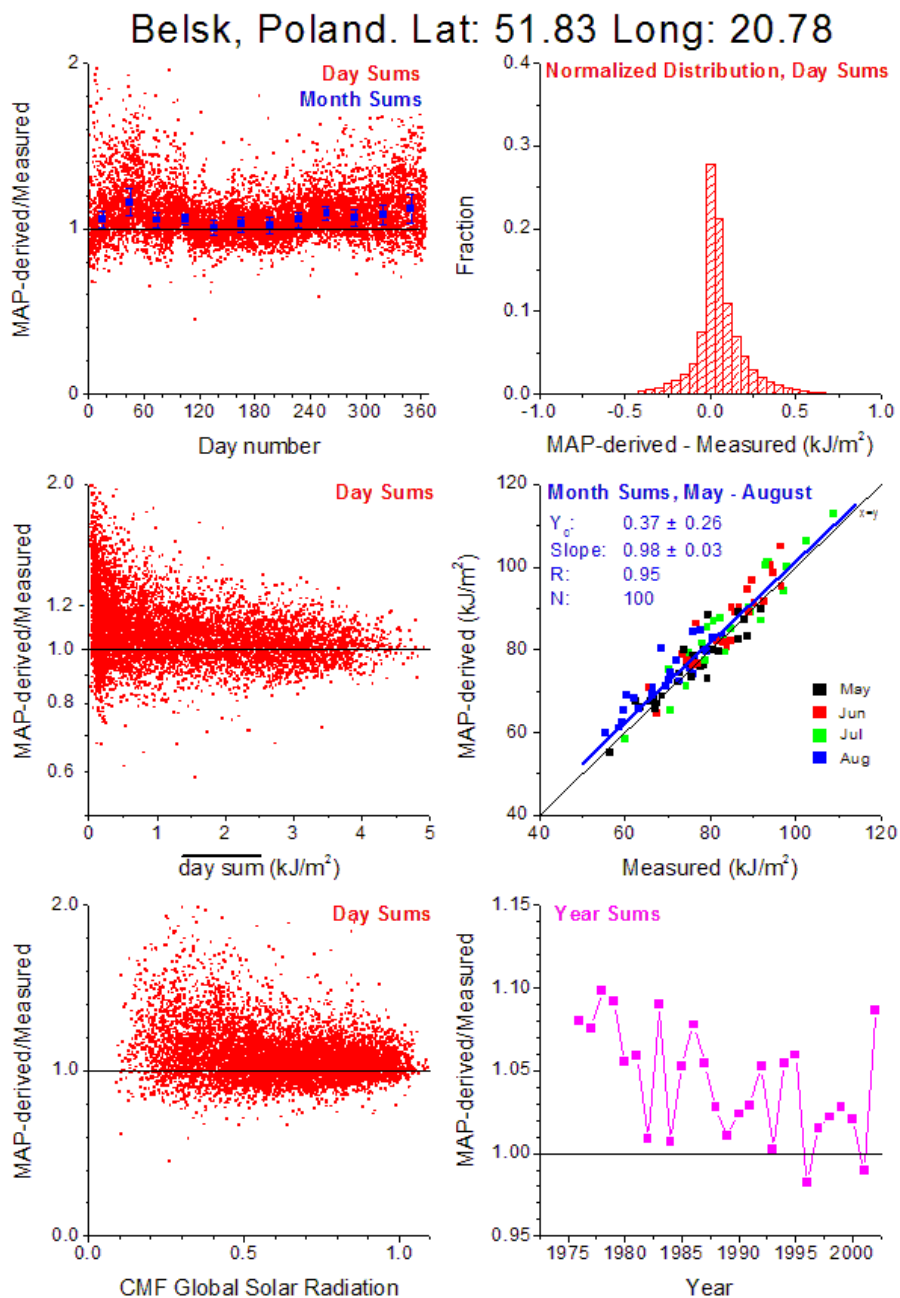 Belsk, Poland. Lat: 51.83 Long: 20.78
Day Sums
Month Sums
MAP-derived/Measured
2
1
0
0 60 120 180 240 300 360
Day number
Normalized Distribution, Day Sums
Fraction
0.4
0.3
0.2
0.1
0.0
-1.0 -0.5 0.0 0.5 1.0
MAP-derived - Measured (kJ/m²)
Day Sums
MAP-derived/Measured
2.0
1.2
1.0
0.8
0.6
0 1 2 3 4 5
day sum (kJ/m²)
Month Sums, May - August
Y₀: 0.37 ± 0.26
Slope: 0.98 ± 0.03
R: 0.95
N: 100
x=y
May
Jun
Jul
Aug
MAP-derived (kJ/m²)
120
100
80
60
40
40 60 80 100 120
Measured (kJ/m²)
Day Sums
MAP-derived/Measured
2.0
1.0
0.0
0.0 0.5 1.0
CMF Global Solar Radiation
Year Sums
MAP-derived/Measured
1.15
1.10
1.05
1.00
0.95
1975 1980 1985 1990 1995 2000
Year